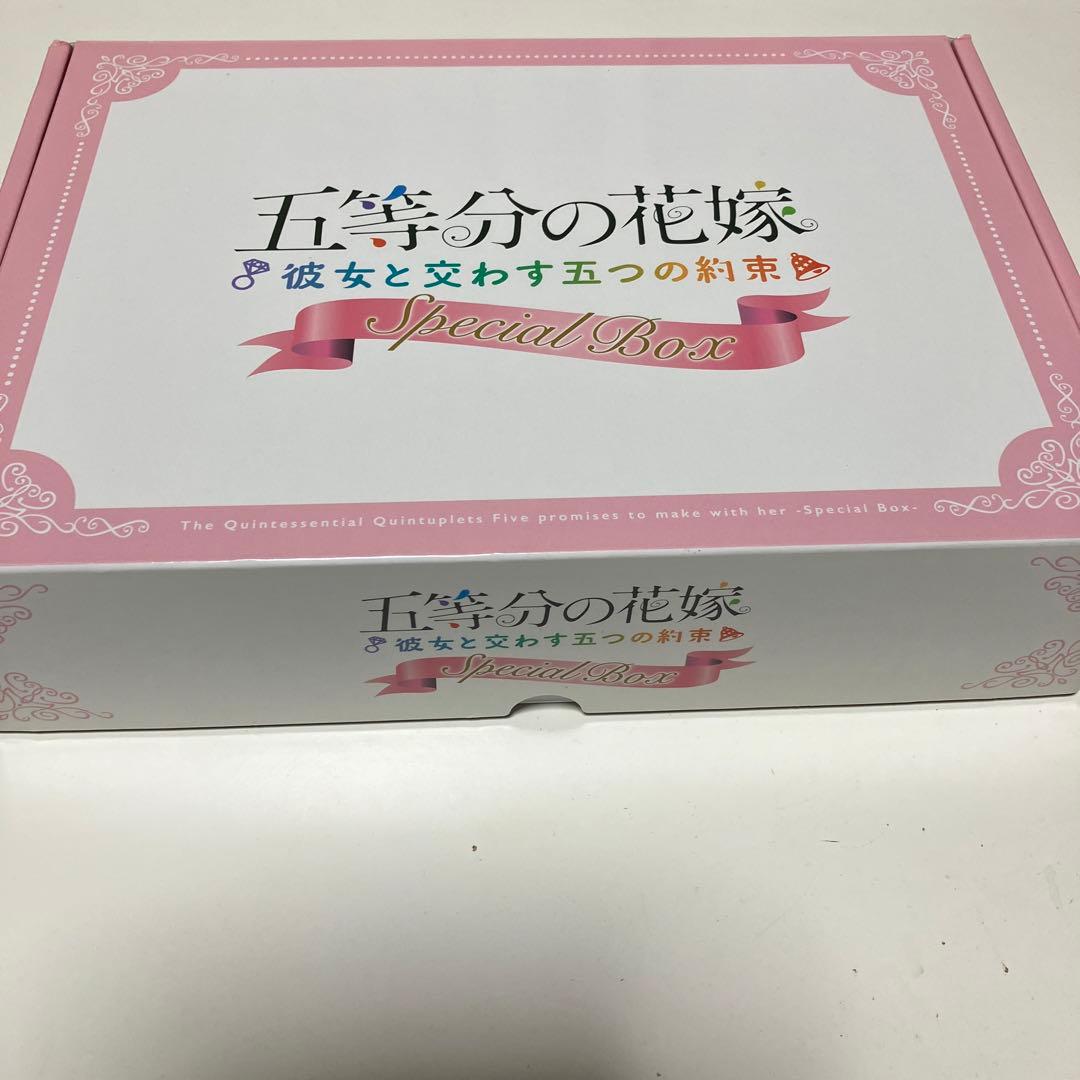 五等分の花嫁
彼女と交わす五つの約束
Special Box
The Quintessential Quintuplets Five promises to make with her -Special Box-
五等分の花嫁
彼女と交わす五つの約束
Special Box